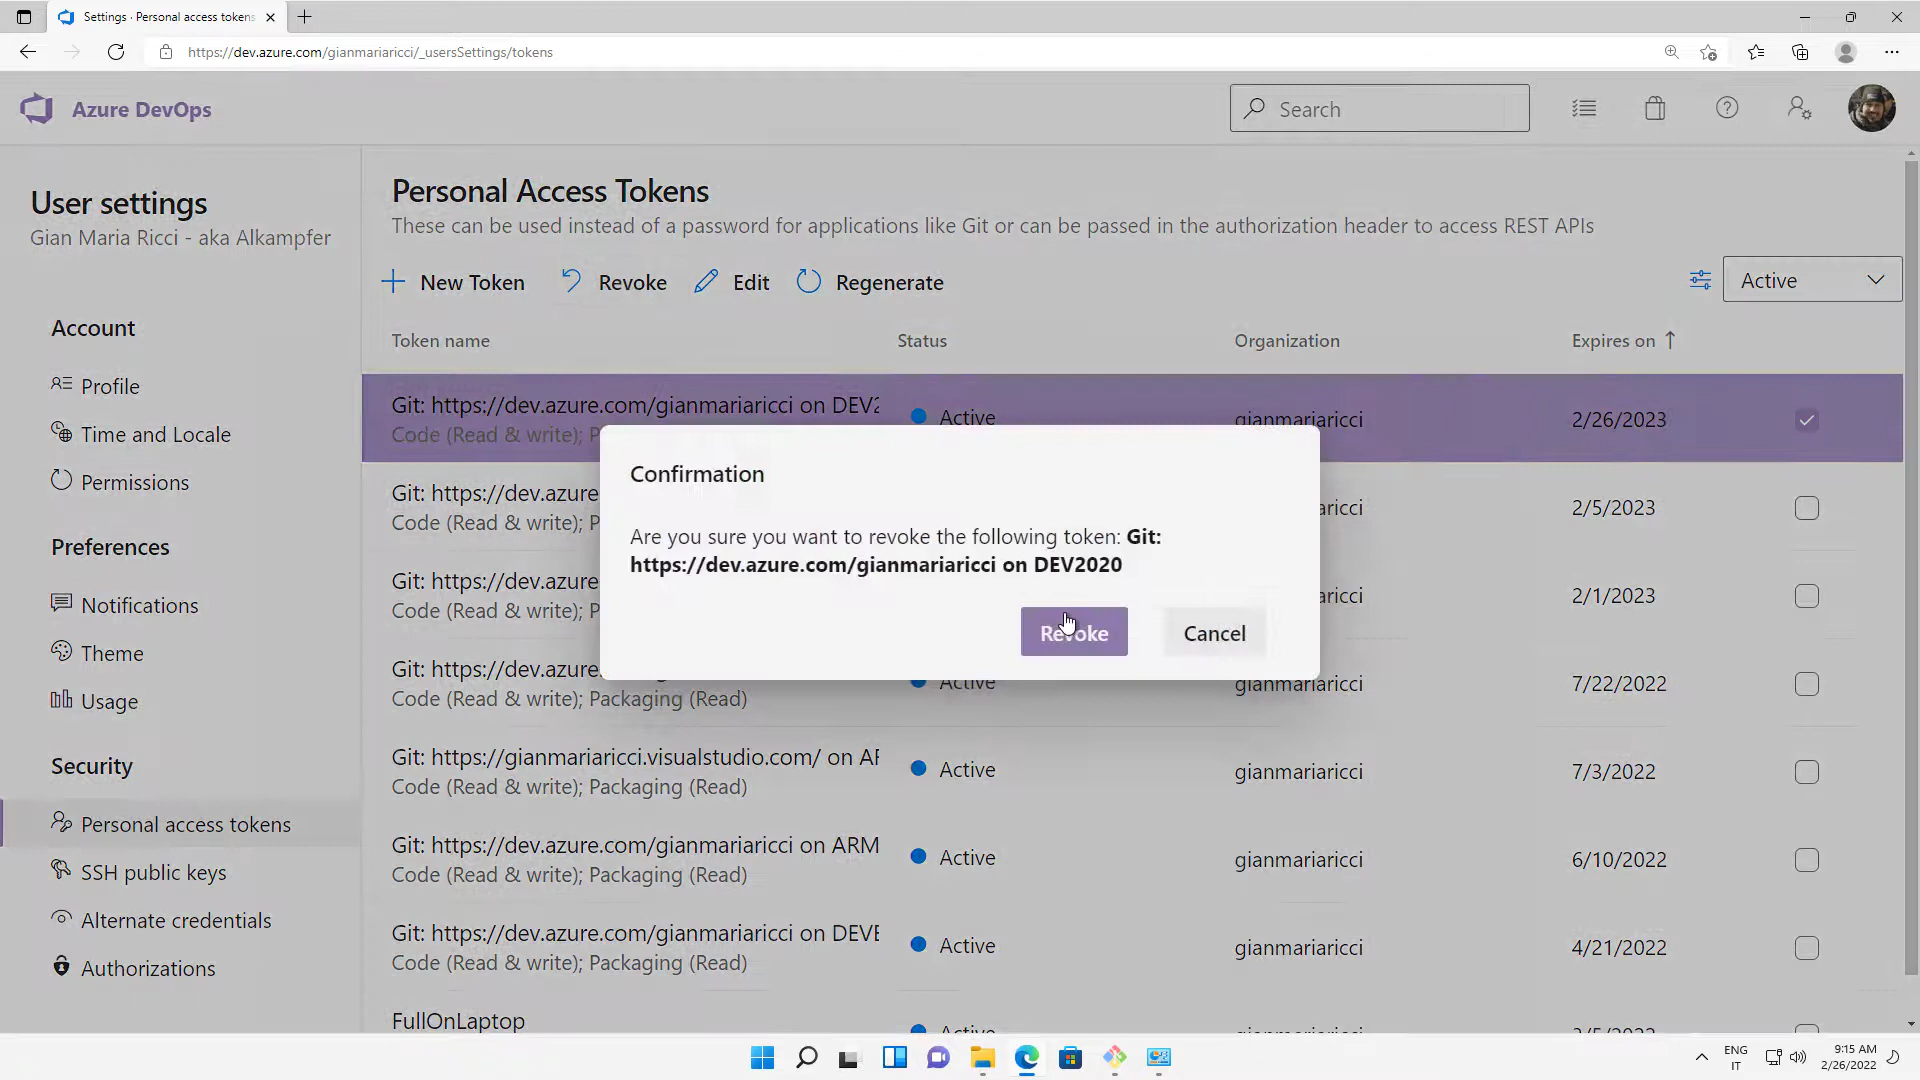 Settings · Personal access tokens
https://dev.azure.com/gianmariaricci/_usersSettings/tokens
Azure DevOps
Search
User settings
Gian Maria Ricci - aka Alkampfer
Account
Profile
Time and Locale
Permissions
Preferences
Notifications
Theme
Usage
Security
Personal access tokens
SSH public keys
Alternate credentials
Authorizations
Personal Access Tokens
These can be used instead of a password for applications like Git or can be passed in the authorization header to access REST APIs
New Token Revoke Edit Regenerate Active
Token name Status Organization Expires on
Git: https://dev.azure.com/gianmariaricci on DEV2
Code (Read & write); P
Active gianmariaricci 2/26/2023
Git: https://dev.azure
Code (Read & write); P
ariaricci 2/5/2023
Git: https://dev.azure
Code (Read & write); P
ariaricci 2/1/2023
Git: https://dev.azure
Code (Read & write); Packaging (Read)
Active gianmariaricci 7/22/2022
Git: https://gianmariaricci.visualstudio.com/ on AR
Code (Read & write); Packaging (Read)
Active gianmariaricci 7/3/2022
Git: https://dev.azure.com/gianmariaricci on ARM
Code (Read & write); Packaging (Read)
Active gianmariaricci 6/10/2022
Git: https://dev.azure.com/gianmariaricci on DEVE
Code (Read & write); Packaging (Read)
Active gianmariaricci 4/21/2022
FullOnLaptop
Active
Confirmation
Are you sure you want to revoke the following token: Git:
https://dev.azure.com/gianmariaricci on DEV2020
Revoke Cancel
ENG
IT
9:15 AM
2/26/2022